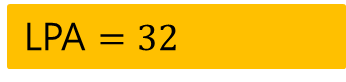 LPA = 32